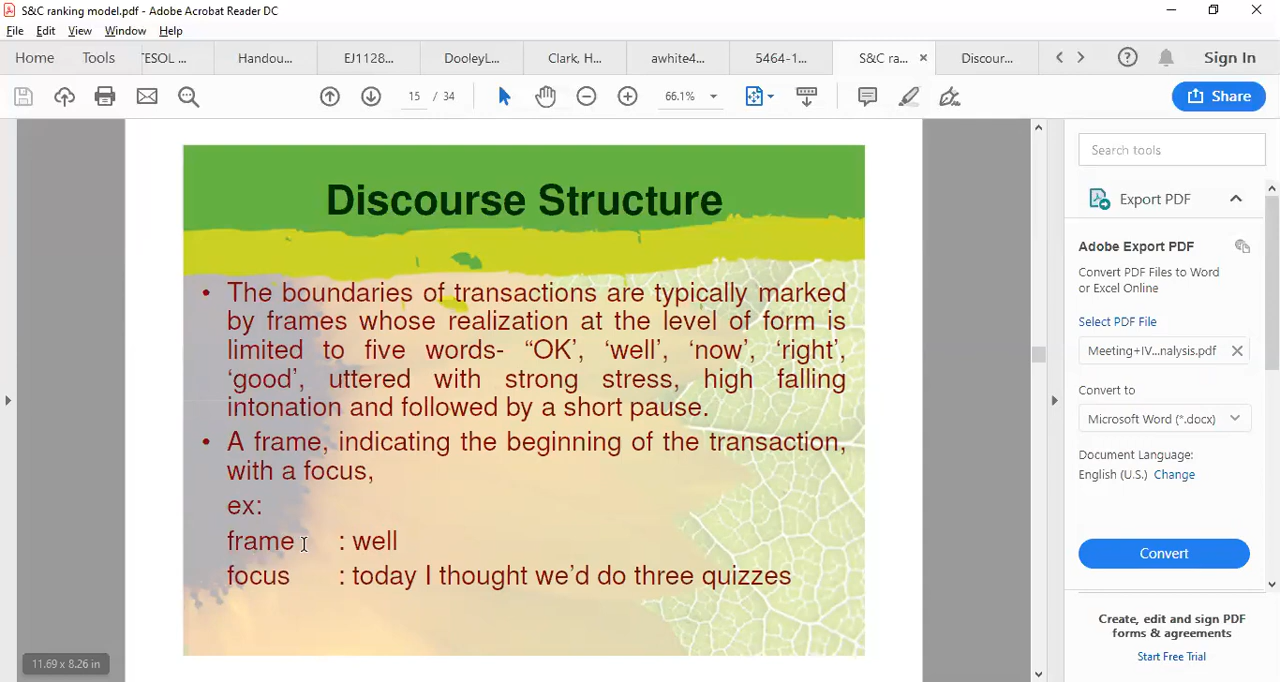 S&C ranking model.pdf - Adobe Acrobat Reader DC
File Edit View Window Help
Home Tools TESOL ... Handou... EJ1128... DooleyL... Clark, H... awhite4... 5464-1... S&C ra... × Discour... Sign In
15 / 34 66.1% Share
Search tools
Discourse Structure
Export PDF
Adobe Export PDF
Convert PDF Files to Word
or Excel Online
Select PDF File
Meeting+IV...nalysis.pdf
Convert to
Microsoft Word (*.docx)
Document Language:
English (U.S.) Change
Convert
Create, edit and sign PDF
forms & agreements
Start Free Trial
• The boundaries of transactions are typically marked
by frames whose realization at the level of form is
limited to five words- “OK’, ‘well’, ‘now’, ‘right’,
‘good’, uttered with strong stress, high falling
intonation and followed by a short pause.
• A frame, indicating the beginning of the transaction,
with a focus,
ex:
frame : well
focus : today I thought we’d do three quizzes
11.69 x 8.26 in